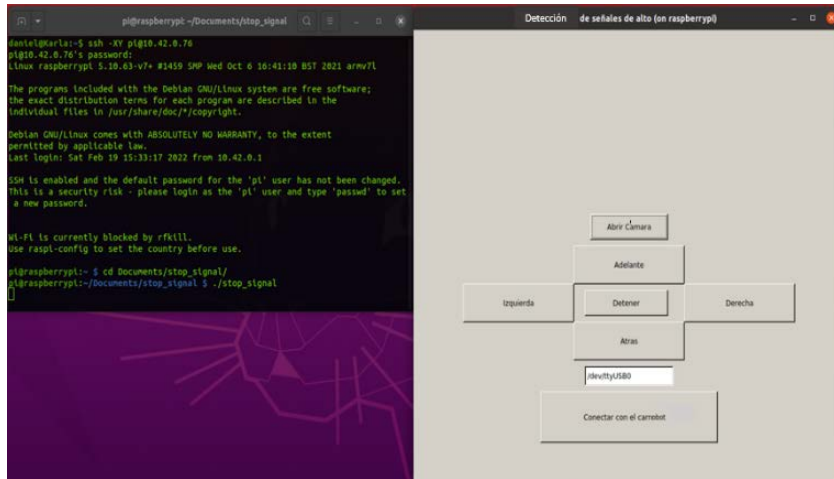 pi@raspberrypi: ~/Documents/stop_signal
daniel@Karla:~$ ssh -XY pi@10.42.0.76
pi@10.42.0.76's password:
Linux raspberrypi 5.10.63-v7+ #1459 SMP Wed Oct 6 16:41:10 BST 2021 armv7l
The programs included with the Debian GNU/Linux system are free software;
the exact distribution terms for each program are described in the
individual files in /usr/share/doc/*/copyright.
Debian GNU/Linux comes with ABSOLUTELY NO WARRANTY, to the extent
permitted by applicable law.
Last login: Sat Feb 19 15:33:17 2022 from 10.42.0.1
SSH is enabled and the default password for the 'pi' user has not been changed.
This is a security risk - please login as the 'pi' user and type 'passwd' to set
a new password.
Wi-Fi is currently blocked by rfkill.
Use raspi-config to set the country before use.
pi@raspberrypi:~ $ cd Documents/stop_signal/
pi@raspberrypi:~/Documents/stop_signal $ ./stop_signal
Detección de señales de alto (on raspberrypi)
Abrir Camara
Adelante
Izquierda
Detener
Derecha
Atras
/dev/ttyUSB0
Conectar con el carrobot